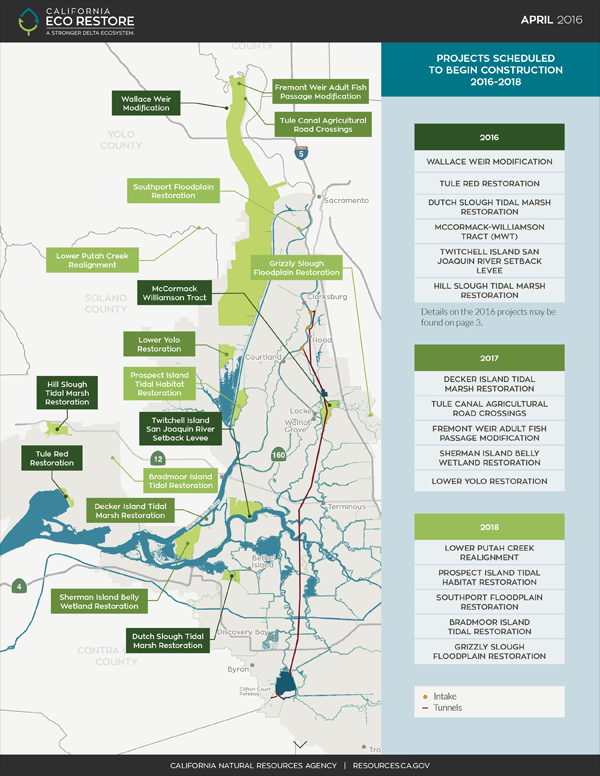 CALIFORNIA
ECO RESTORE
A STRONGER DELTA ECOSYSTEM
APRIL 2016
COUNTY
Fremont Weir Adult Fish
Passage Modification
Wallace Weir
Modification
Tule Canal Agricultural
Road Crossings
YOLO
COUNTY
5
Southport Floodplain
Restoration
Sacramento
Lower Putah Creek
Realignment
Grizzly Slough
Floodplain Restoration
McCormack
Williamson Tract
SOLANO
COUNTY
Clarksburg
Hood
Lower Yolo
Restoration
Courtland
Prospect Island
Tidal Habitat
Restoration
Hill Slough
Tidal Marsh
Restoration
Locke
Walnut
Grove
Twitchell Island
San Joaquin River
Setback Levee
Tule Red
Restoration
12
160
Bradmoor Island
Tidal Restoration
Decker Island Tidal
Marsh Restoration
Terminous
Bethel
Island
4
Sherman Island Belly
Wetland Restoration
Dutch Slough Tidal
Marsh Restoration
Discovery Bay
CONTRA
COUNTY
Byron
Clifton Court
Forebay
Tra
PROJECTS SCHEDULED
TO BEGIN CONSTRUCTION
2016-2018
2016
WALLACE WEIR MODIFICATION
TULE RED RESTORATION
DUTCH SLOUGH TIDAL MARSH
RESTORATION
MCCORMACK-WILLIAMSON
TRACT (MWT)
TWITCHELL ISLAND SAN
JOAQUIN RIVER SETBACK
LEVEE
HILL SLOUGH TIDAL MARSH
RESTORATION
Details on the 2016 projects may be
found on page 3.
2017
DECKER ISLAND TIDAL
MARSH RESTORATION
TULE CANAL AGRICULTURAL
ROAD CROSSINGS
FREMONT WEIR ADULT FISH
PASSAGE MODIFICATION
SHERMAN ISLAND BELLY
WETLAND RESTORATION
LOWER YOLO RESTORATION
2018
LOWER PUTAH CREEK
REALIGNMENT
PROSPECT ISLAND TIDAL
HABITAT RESTORATION
SOUTHPORT FLOODPLAIN
RESTORATION
BRADMOOR ISLAND
TIDAL RESTORATION
GRIZZLY SLOUGH
FLOODPLAIN RESTORATION
Intake
Tunnels
CALIFORNIA NATURAL RESOURCES AGENCY | RESOURCES.CA.GOV